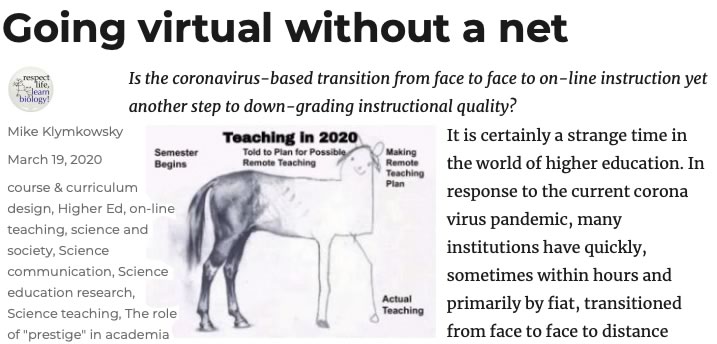 Going virtual without a net
respect
life,
learn
biology!
Is the coronavirus-based transition from face to face to on-line instruction yet
another step to down-grading instructional quality?
Mike Klymkowsky
March 19, 2020
course & curriculum
design, Higher Ed, on-line
teaching, science and
society, Science
communication, Science
education research,
Science teaching, The role
of "prestige" in academia
Teaching in 2020
Semester
Begins
Told to Plan for Possible
Remote Teaching
Making
Remote
Teaching
Plan
Actual
Teaching
It is certainly a strange time in
the world of higher education. In
response to the current corona
virus pandemic, many
institutions have quickly,
sometimes within hours and
primarily by fiat, transitioned
from face to face to distance